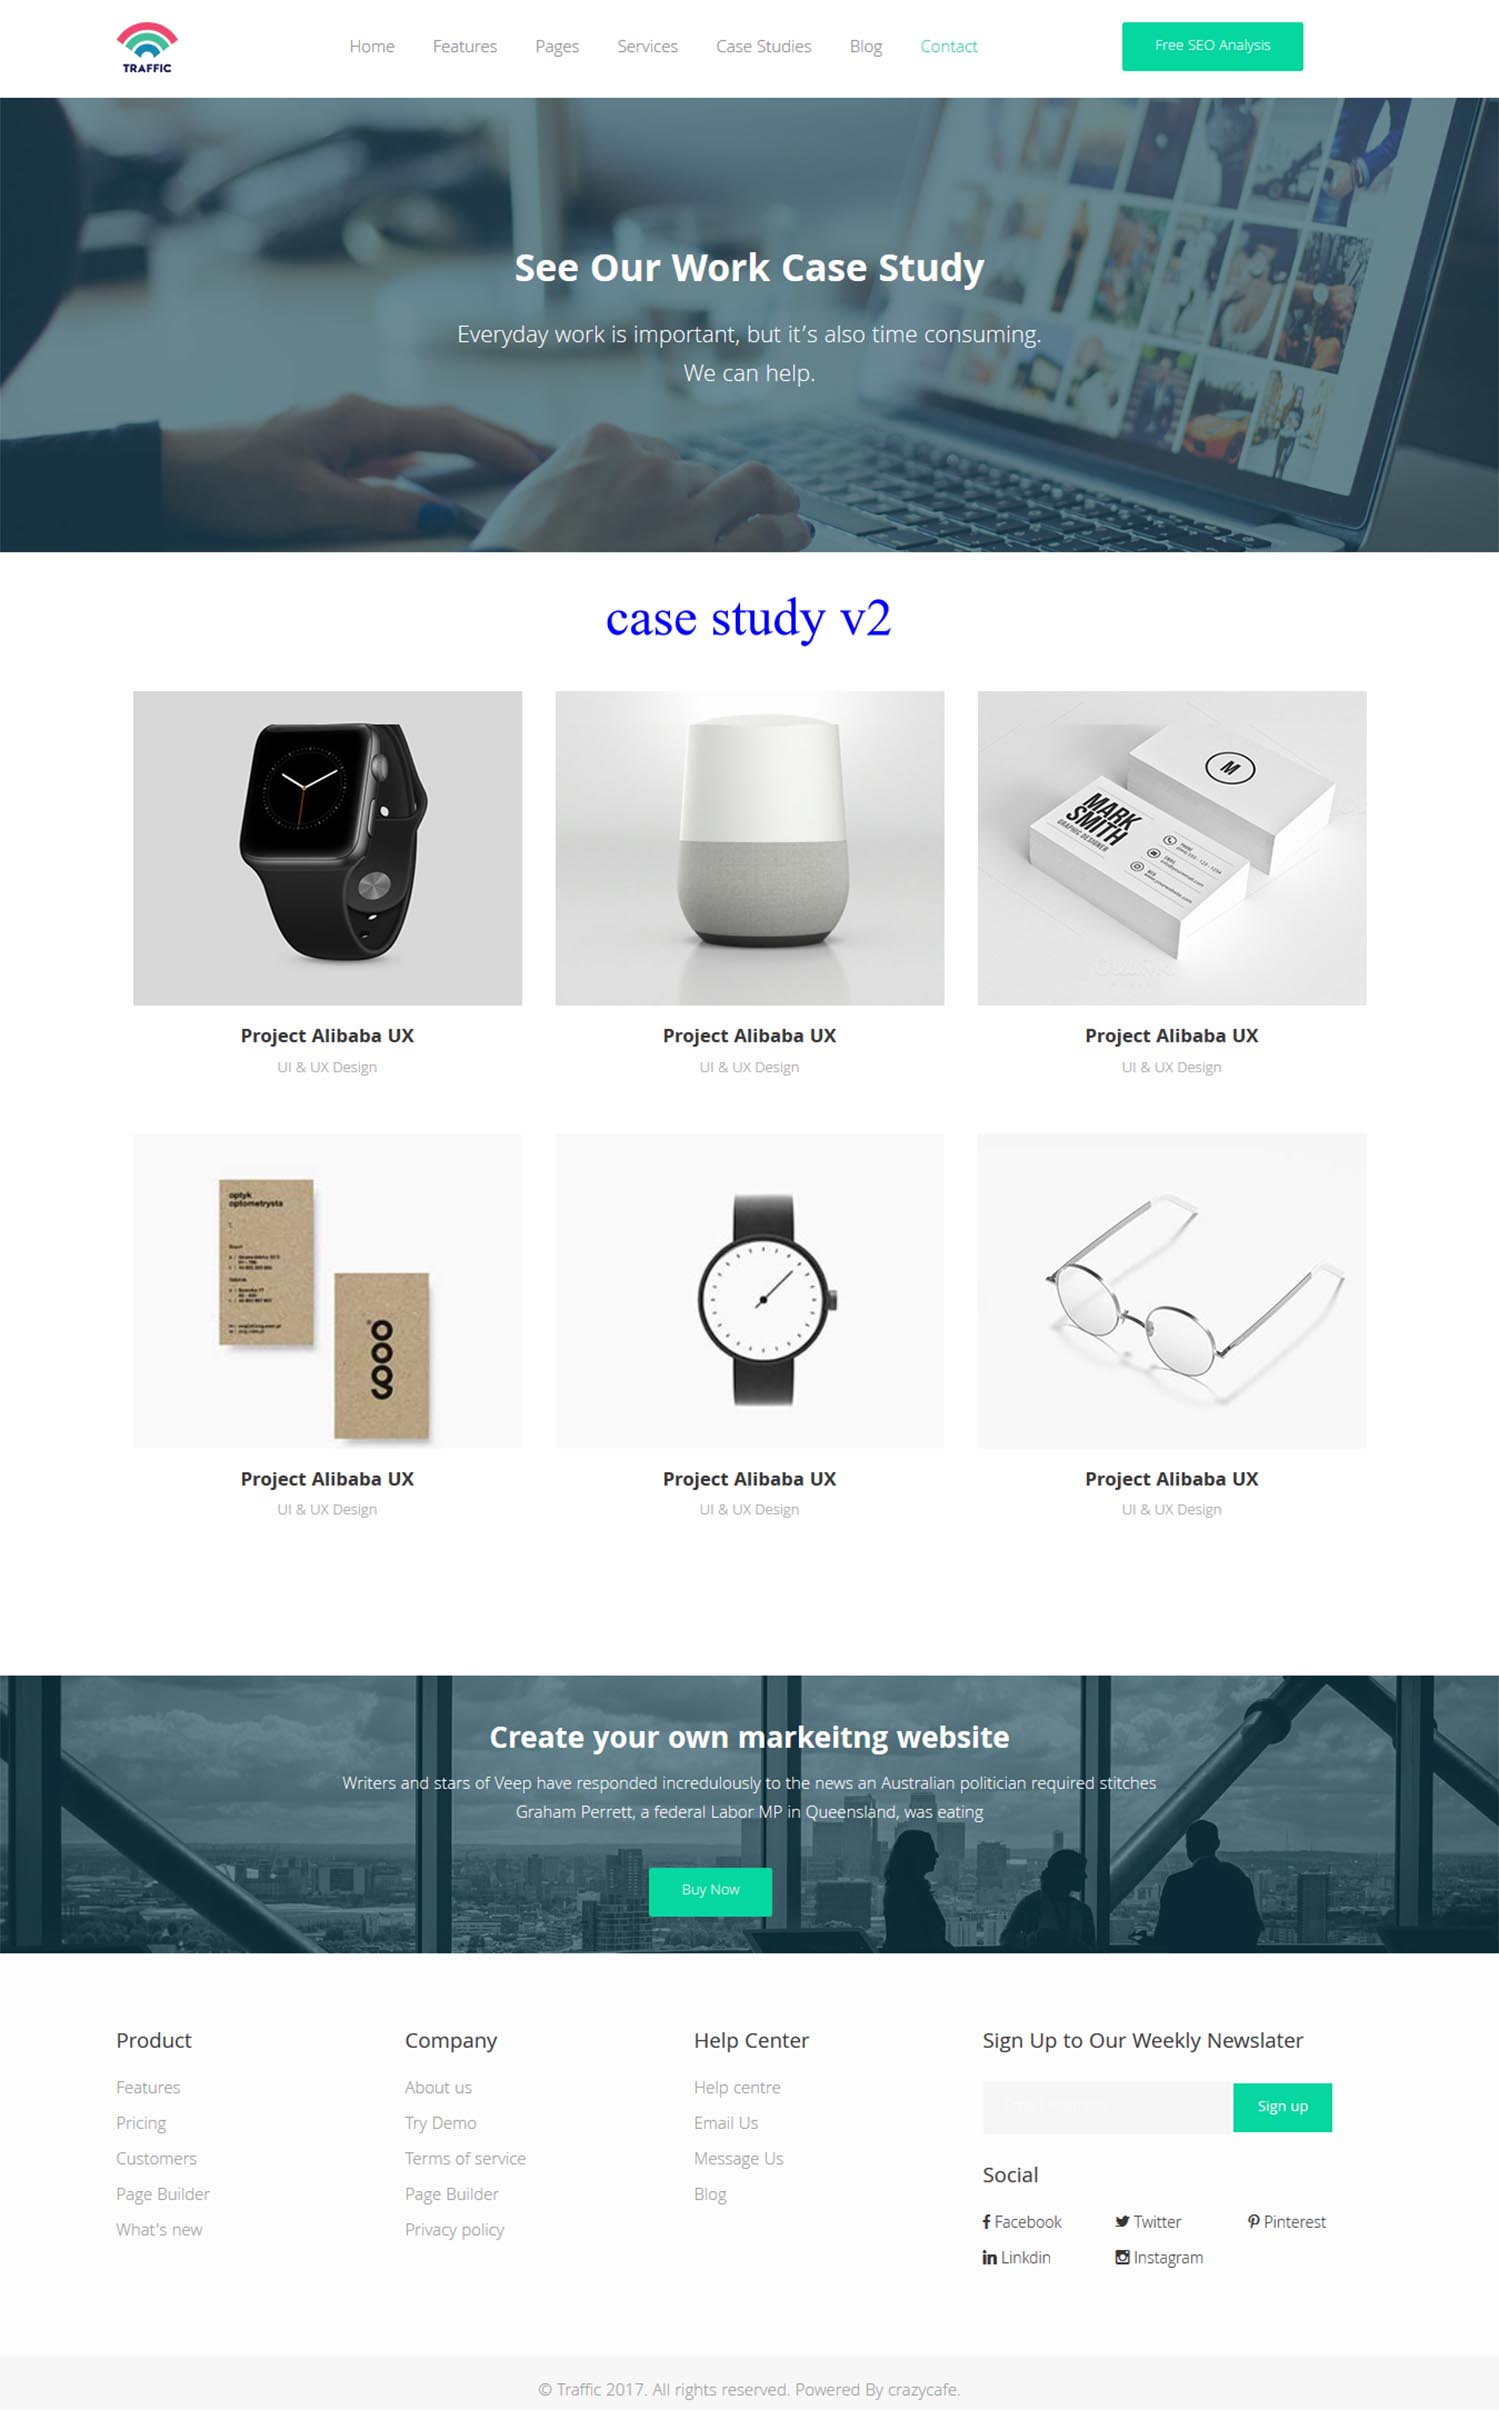 TRAFFIC
Home Features Pages Services Case Studies Blog Contact
Free SEO Analysis
See Our Work Case Study
Everyday work is important, but it’s also time consuming.
We can help.
case study v2
M
MARK
SMITH
GRAPHIC DESIGNER
Project Alibaba UX
UI & UX Design
Project Alibaba UX
UI & UX Design
Project Alibaba UX
UI & UX Design
optyk
optometrysta
Project Alibaba UX
UI & UX Design
Project Alibaba UX
UI & UX Design
Project Alibaba UX
UI & UX Design
Create your own markeitng website
Writers and stars of Veep have responded incredulously to the news an Australian politician required stitches
Graham Perrett, a federal Labor MP in Queensland, was eating
Buy Now
Product
Features
Pricing
Customers
Page Builder
What's new
Company
About us
Try Demo
Terms of service
Page Builder
Privacy policy
Help Center
Help centre
Email Us
Message Us
Blog
Sign Up to Our Weekly Newslater
Sign up
Social
Facebook Twitter Pinterest
Linkdin Instagram
© Traffic 2017. All rights reserved. Powered By crazycafe.